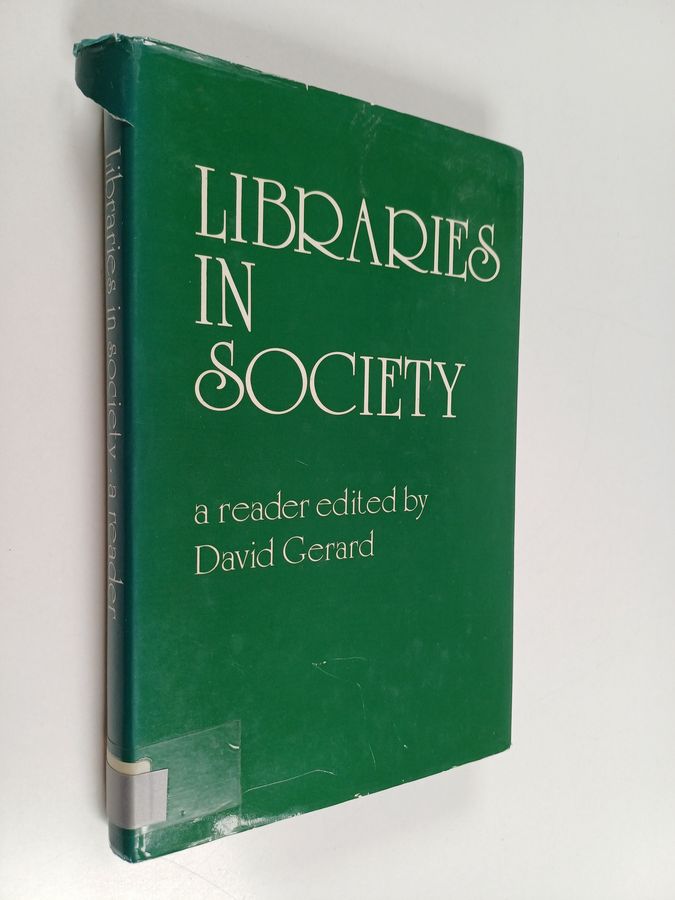 LIBRARIES
IN
SOCIETY
a reader edited by
David Gerard
Libraries in society . a reader